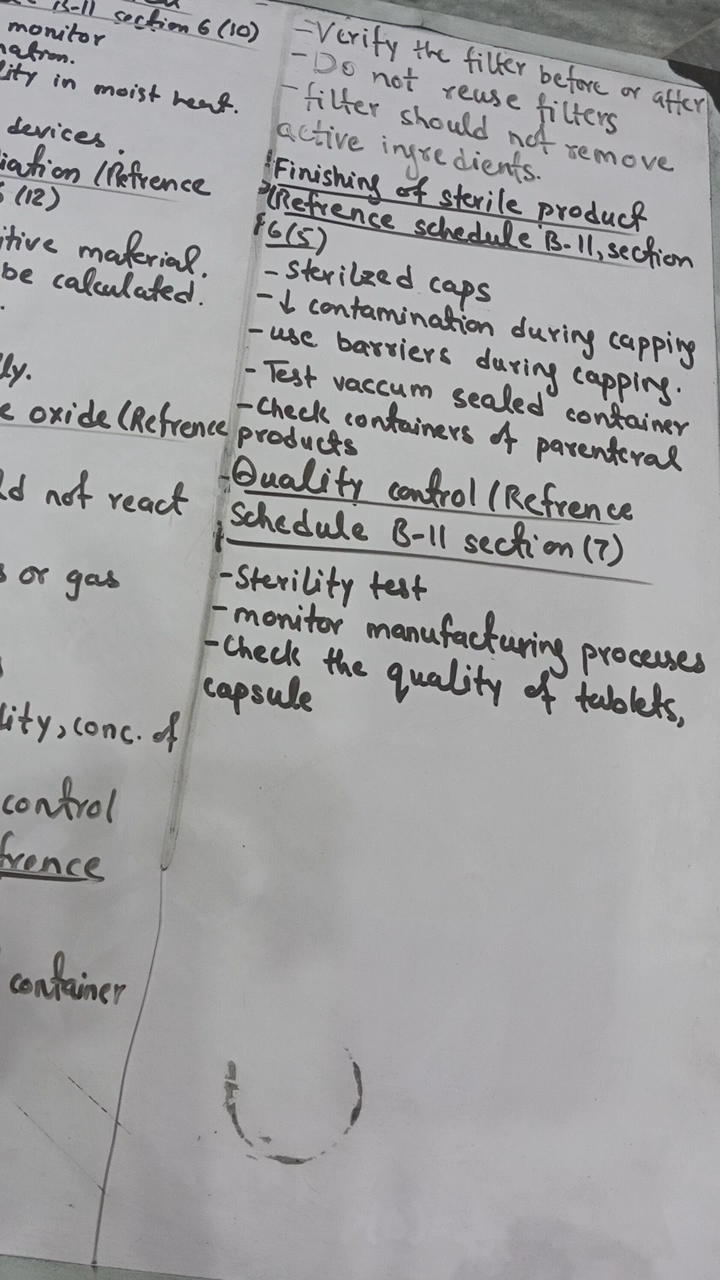 B-11 section 6 (10)
monitor
lity in moist heat.
devices.
iation (Refrence
(12)
itive material.
be calculated.
lly.
e oxide (Refrence
ld not react
s or gas
lity, conc. of
control
frence
container
- Verify the filter before or after
- Do not reuse filters
- filter should not remove
active ingredients.
Finishing of sterile product
(Refrence schedule B-11, section
6(5)
- Sterilzed caps
- ↓ contamination during capping
- use barriers during capping.
- Test vaccum sealed container
- Check containers of parenteral
products
Quality control (Refrence
Schedule B-11 section (7)
- Sterility test
- monitor manufacturing processes
- Check the quality of tablets,
capsule